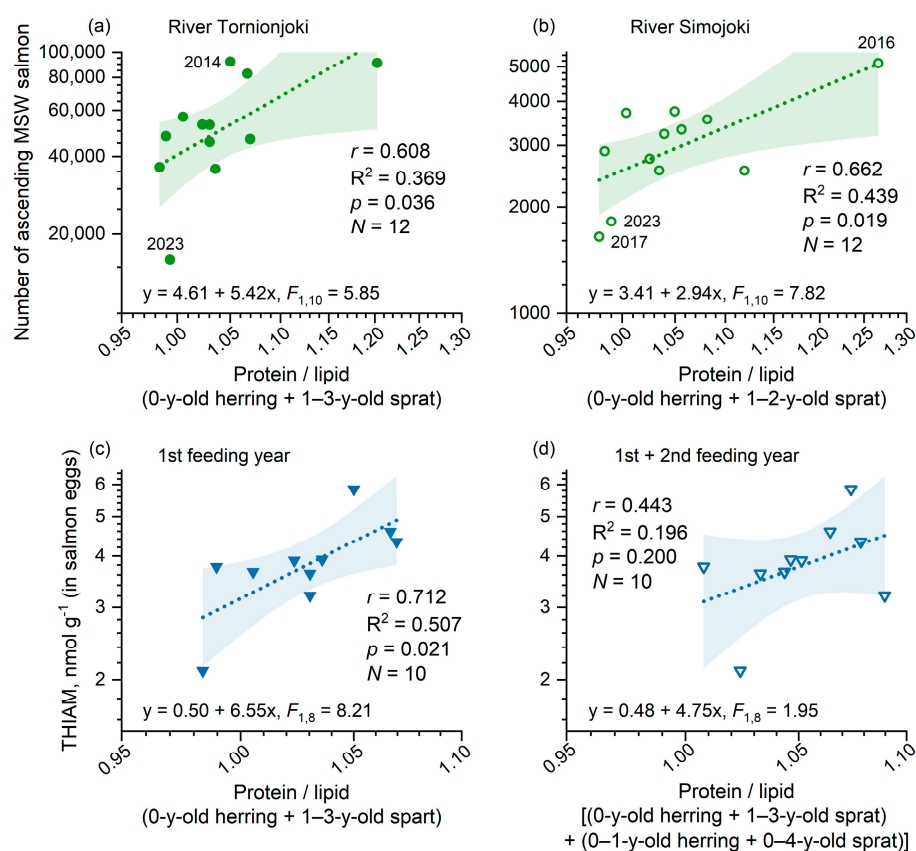 (a) River Tornionjoki
Number of ascending MSW salmon
100,000
80,000
60,000
40,000
20,000
2014
2023
r = 0.608
R² = 0.369
p = 0.036
N = 12
y = 4.61 + 5.42x, F1,10 = 5.85
0.95 1.00 1.05 1.10 1.15 1.20 1.25 1.30
Protein / lipid
(0-y-old herring + 1–3-y-old sprat)
(b) River Simojoki
5000
4000
3000
2000
1000
2016
2023
2017
r = 0.662
R² = 0.439
p = 0.019
N = 12
y = 3.41 + 2.94x, F1,10 = 7.82
0.95 1.00 1.05 1.10 1.15 1.20 1.27 1.30
Protein / lipid
(0-y-old herring + 1–2-y-old sprat)
(c) 1st feeding year
THIAM, nmol g-1 (in salmon eggs)
6
5
4
3
2
r = 0.712
R² = 0.507
p = 0.021
N = 10
y = 0.50 + 6.55x, F1,8 = 8.21
0.95 1.00 1.05 1.10
Protein / lipid
(0-y-old herring + 1–3-y-old spart)
(d) 1st + 2nd feeding year
6
5
4
3
2
r = 0.443
R² = 0.196
p = 0.200
N = 10
y = 0.48 + 4.75x, F1,8 = 1.95
0.95 1.00 1.05 1.10
Protein / lipid
[(0-y-old herring + 1–3-y-old sprat)
+ (0–1-y-old herring + 0–4-y-old sprat)]